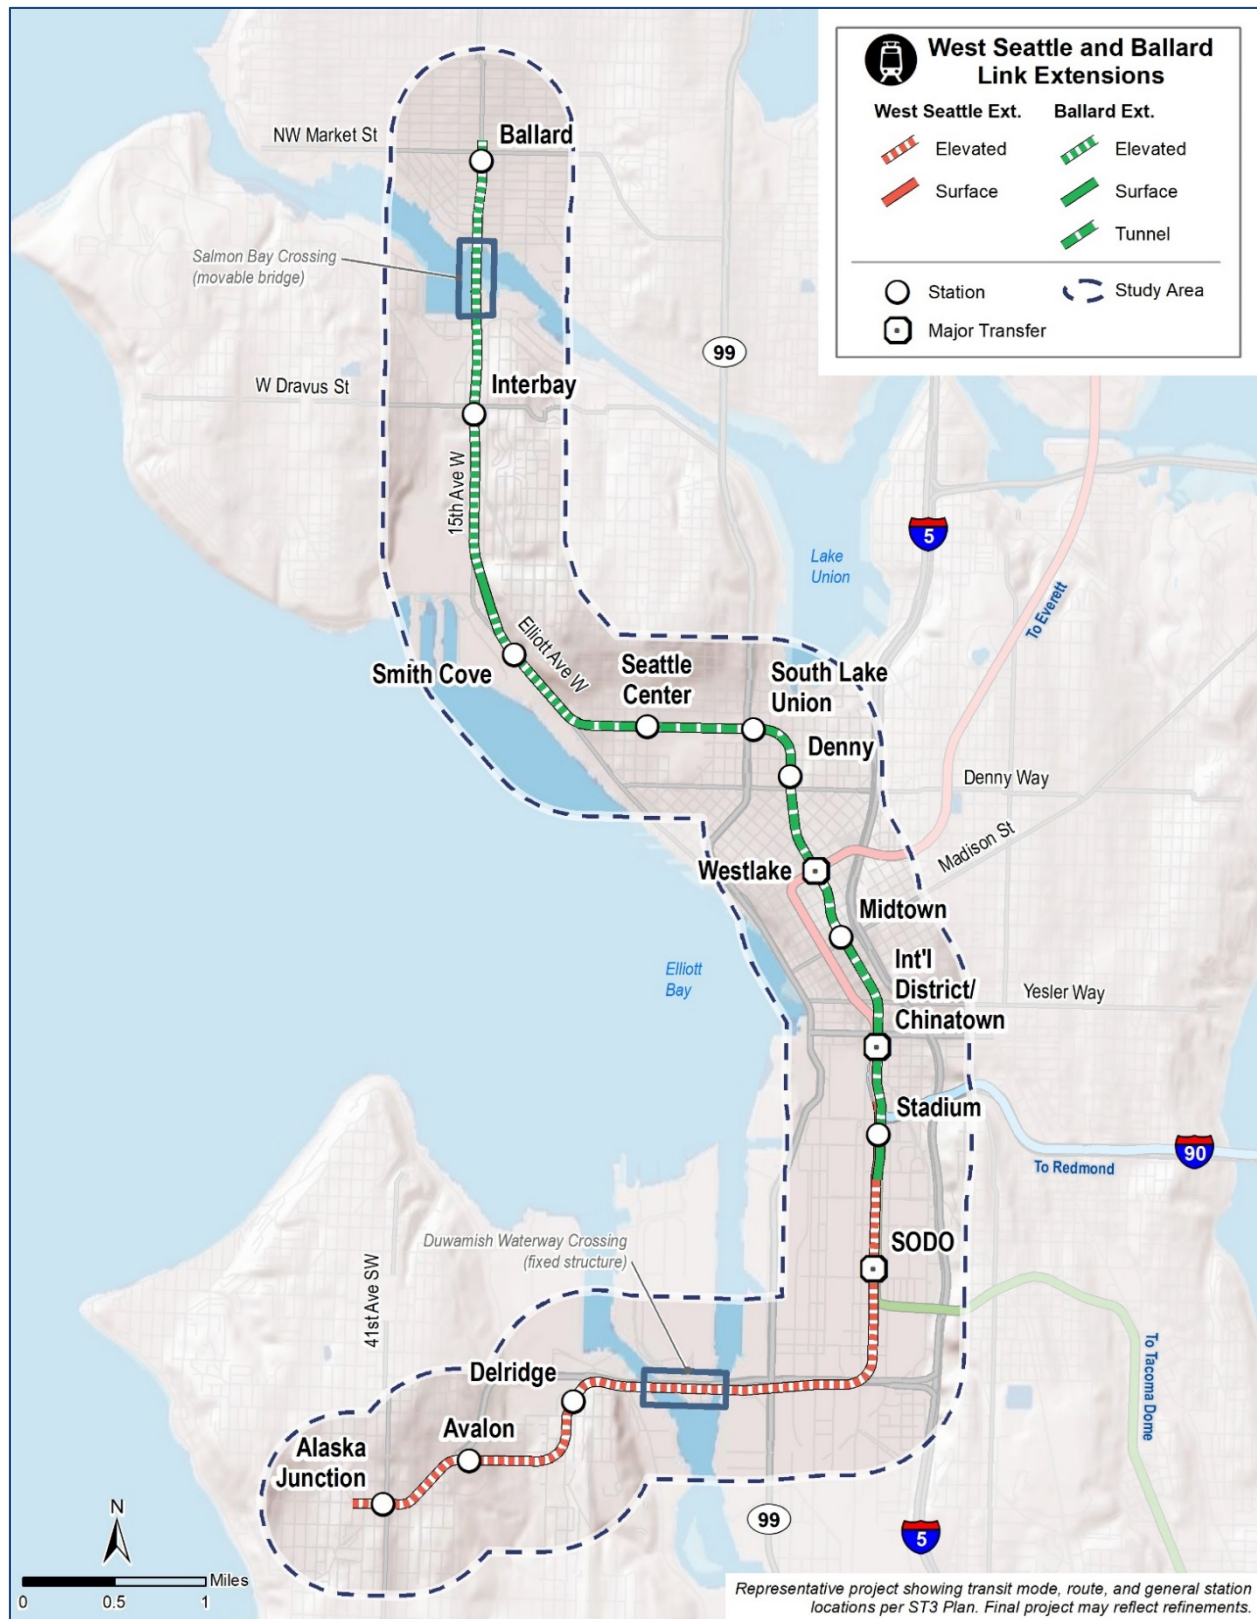 West Seattle and Ballard
Link Extensions
West Seattle Ext.
Ballard Ext.
Elevated
Elevated
Surface
Surface
Tunnel
Station
Study Area
Major Transfer
NW Market St
Ballard
Salmon Bay Crossing
(movable bridge)
99
W Dravus St
Interbay
15th Ave W
5
Lake
Union
To Everett
Elliott Ave W
Smith Cove
Seattle
Center
South Lake
Union
Denny
Denny Way
Madison St
Westlake
Midtown
Elliott
Bay
Int'l
District/
Chinatown
Yesler Way
Stadium
To Redmond
90
SODO
Duwamish Waterway Crossing
(fixed structure)
41st Ave SW
Delridge
Avalon
Alaska
Junction
To Tacoma Dome
N
99
5
Miles
0
0.5
1
Representative project showing transit mode, route, and general station
locations per ST3 Plan. Final project may reflect refinements.